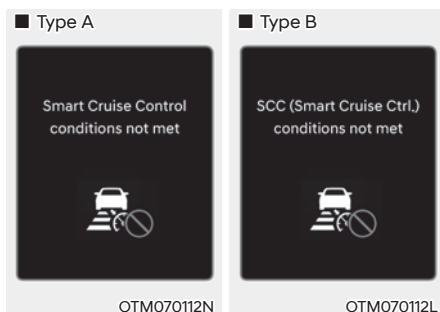 ■ Type A
Smart Cruise Control
conditions not met
OTM070112N
■ Type B
SCC (Smart Cruise Ctrl.)
conditions not met
OTM070112L